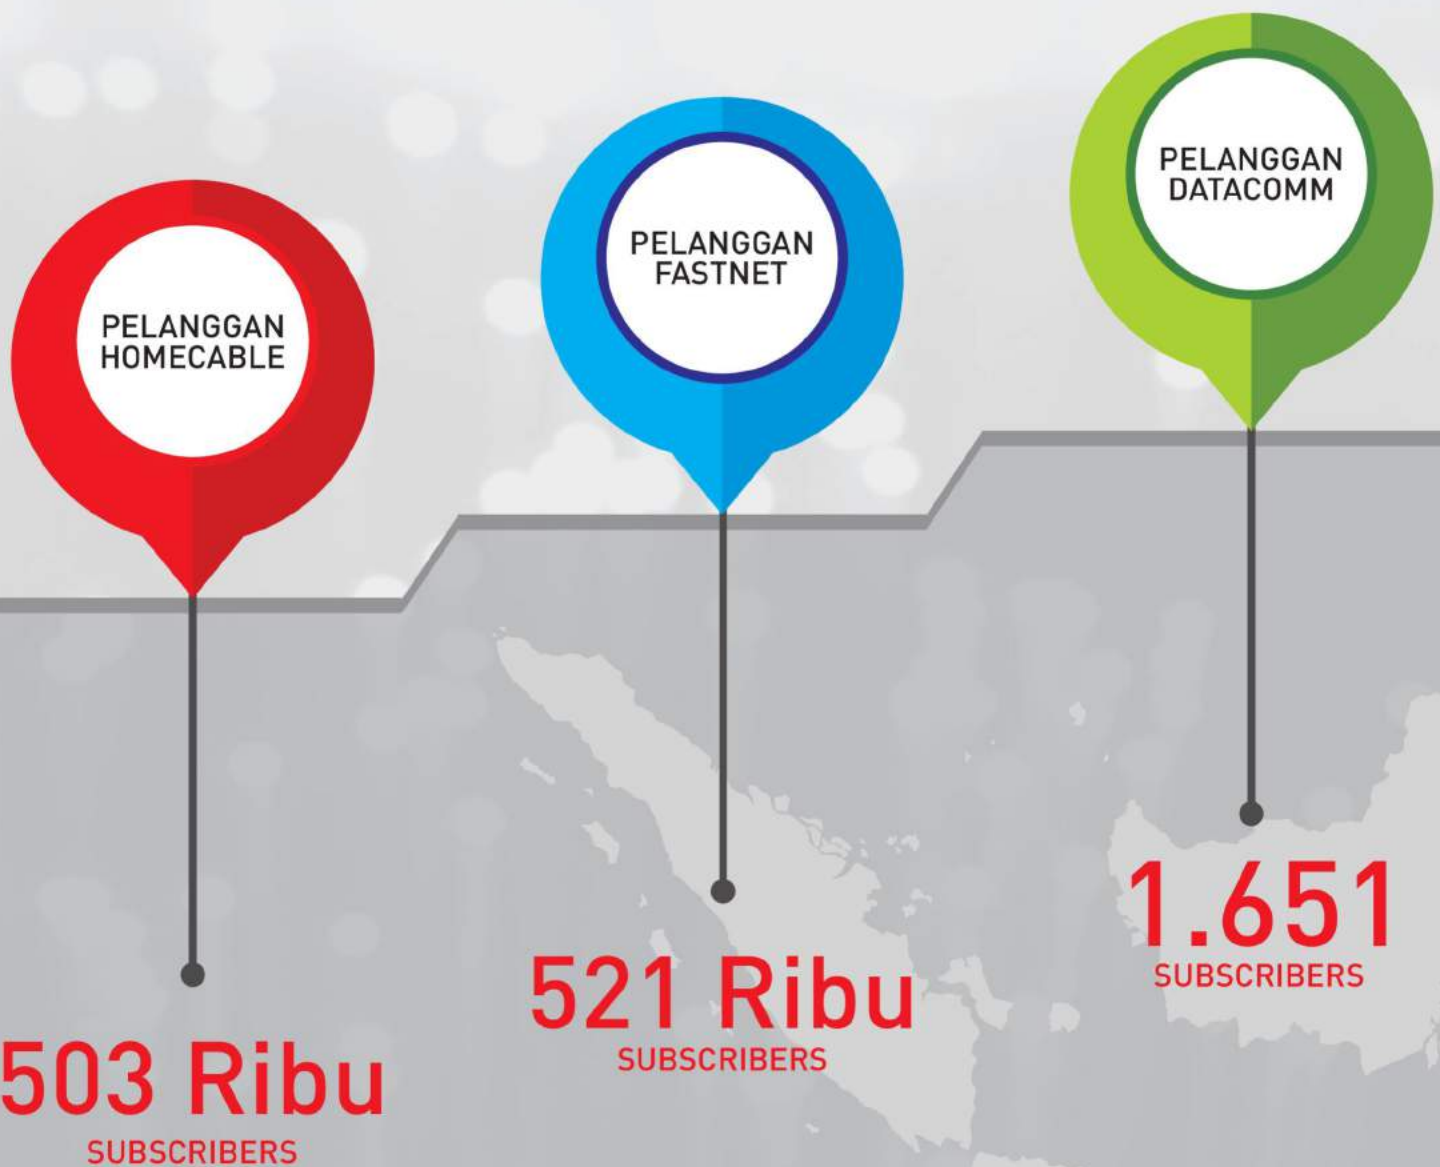 PELANGGAN
HOMECABLE
503 Ribu
SUBSCRIBERS
PELANGGAN
FASTNET
521 Ribu
SUBSCRIBERS
PELANGGAN
DATACOMM
1.651
SUBSCRIBERS